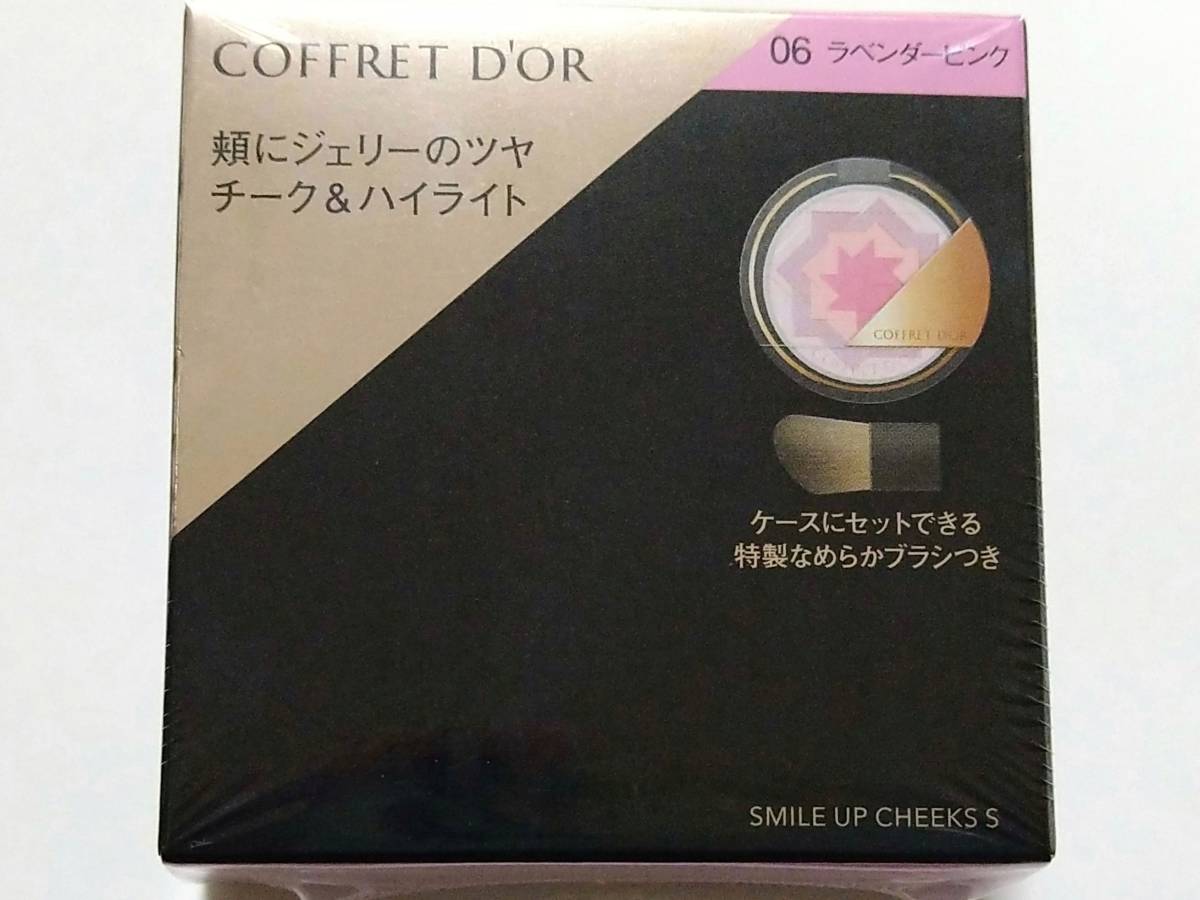 COFFRET D'OR
06 ラベンダーピンク
頬にジェリーのツヤ
チーク&ハイライト
COFFRET D'OR
ケースにセットできる
特製なめらかブラシつき
SMILE UP CHEEKS S